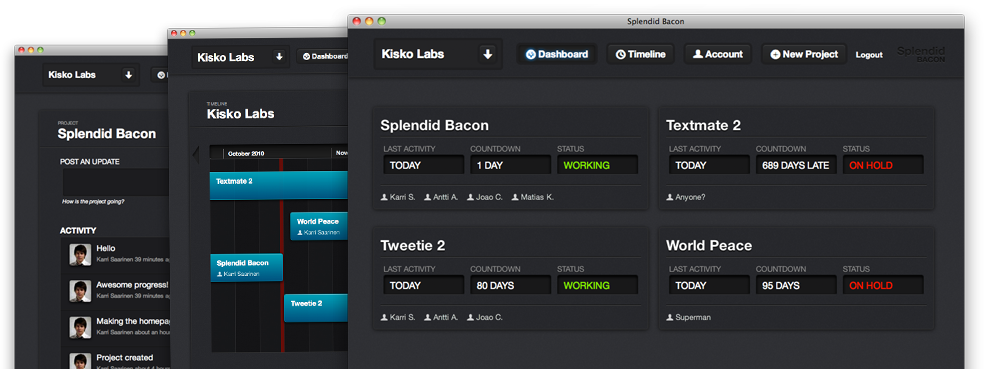 Kisko Labs
PROJECT
Splendid Bacon
POST AN UPDATE
How is the project going?
ACTIVITY
Hello
Karri Saarinen 39 minutes
Awesome progress!
Karri Saarinen 39 minutes
Making the homepa
Karri Saarinen about an hou
Project created
Karri Saarinen about 4 hours
Kisko Labs
Dashboard
TIMELINE
Kisko Labs
October 2010
Nov
Textmate 2
World Peace
Karri Saarinen
Splendid Bacon
Karri Saarinen
Tweetie 2
Splendid Bacon
Kisko Labs
Dashboard Timeline Account New Project Logout Splendid
BACON
Splendid Bacon
LAST ACTIVITY COUNTDOWN STATUS
TODAY 1 DAY WORKING
Karri S. Antti A. Joao C. Matias K.
Textmate 2
LAST ACTIVITY COUNTDOWN STATUS
TODAY 689 DAYS LATE ON HOLD
Anyone?
Tweetie 2
LAST ACTIVITY COUNTDOWN STATUS
TODAY 80 DAYS WORKING
Karri S. Antti A. Joao C.
World Peace
LAST ACTIVITY COUNTDOWN STATUS
TODAY 95 DAYS ON HOLD
Superman